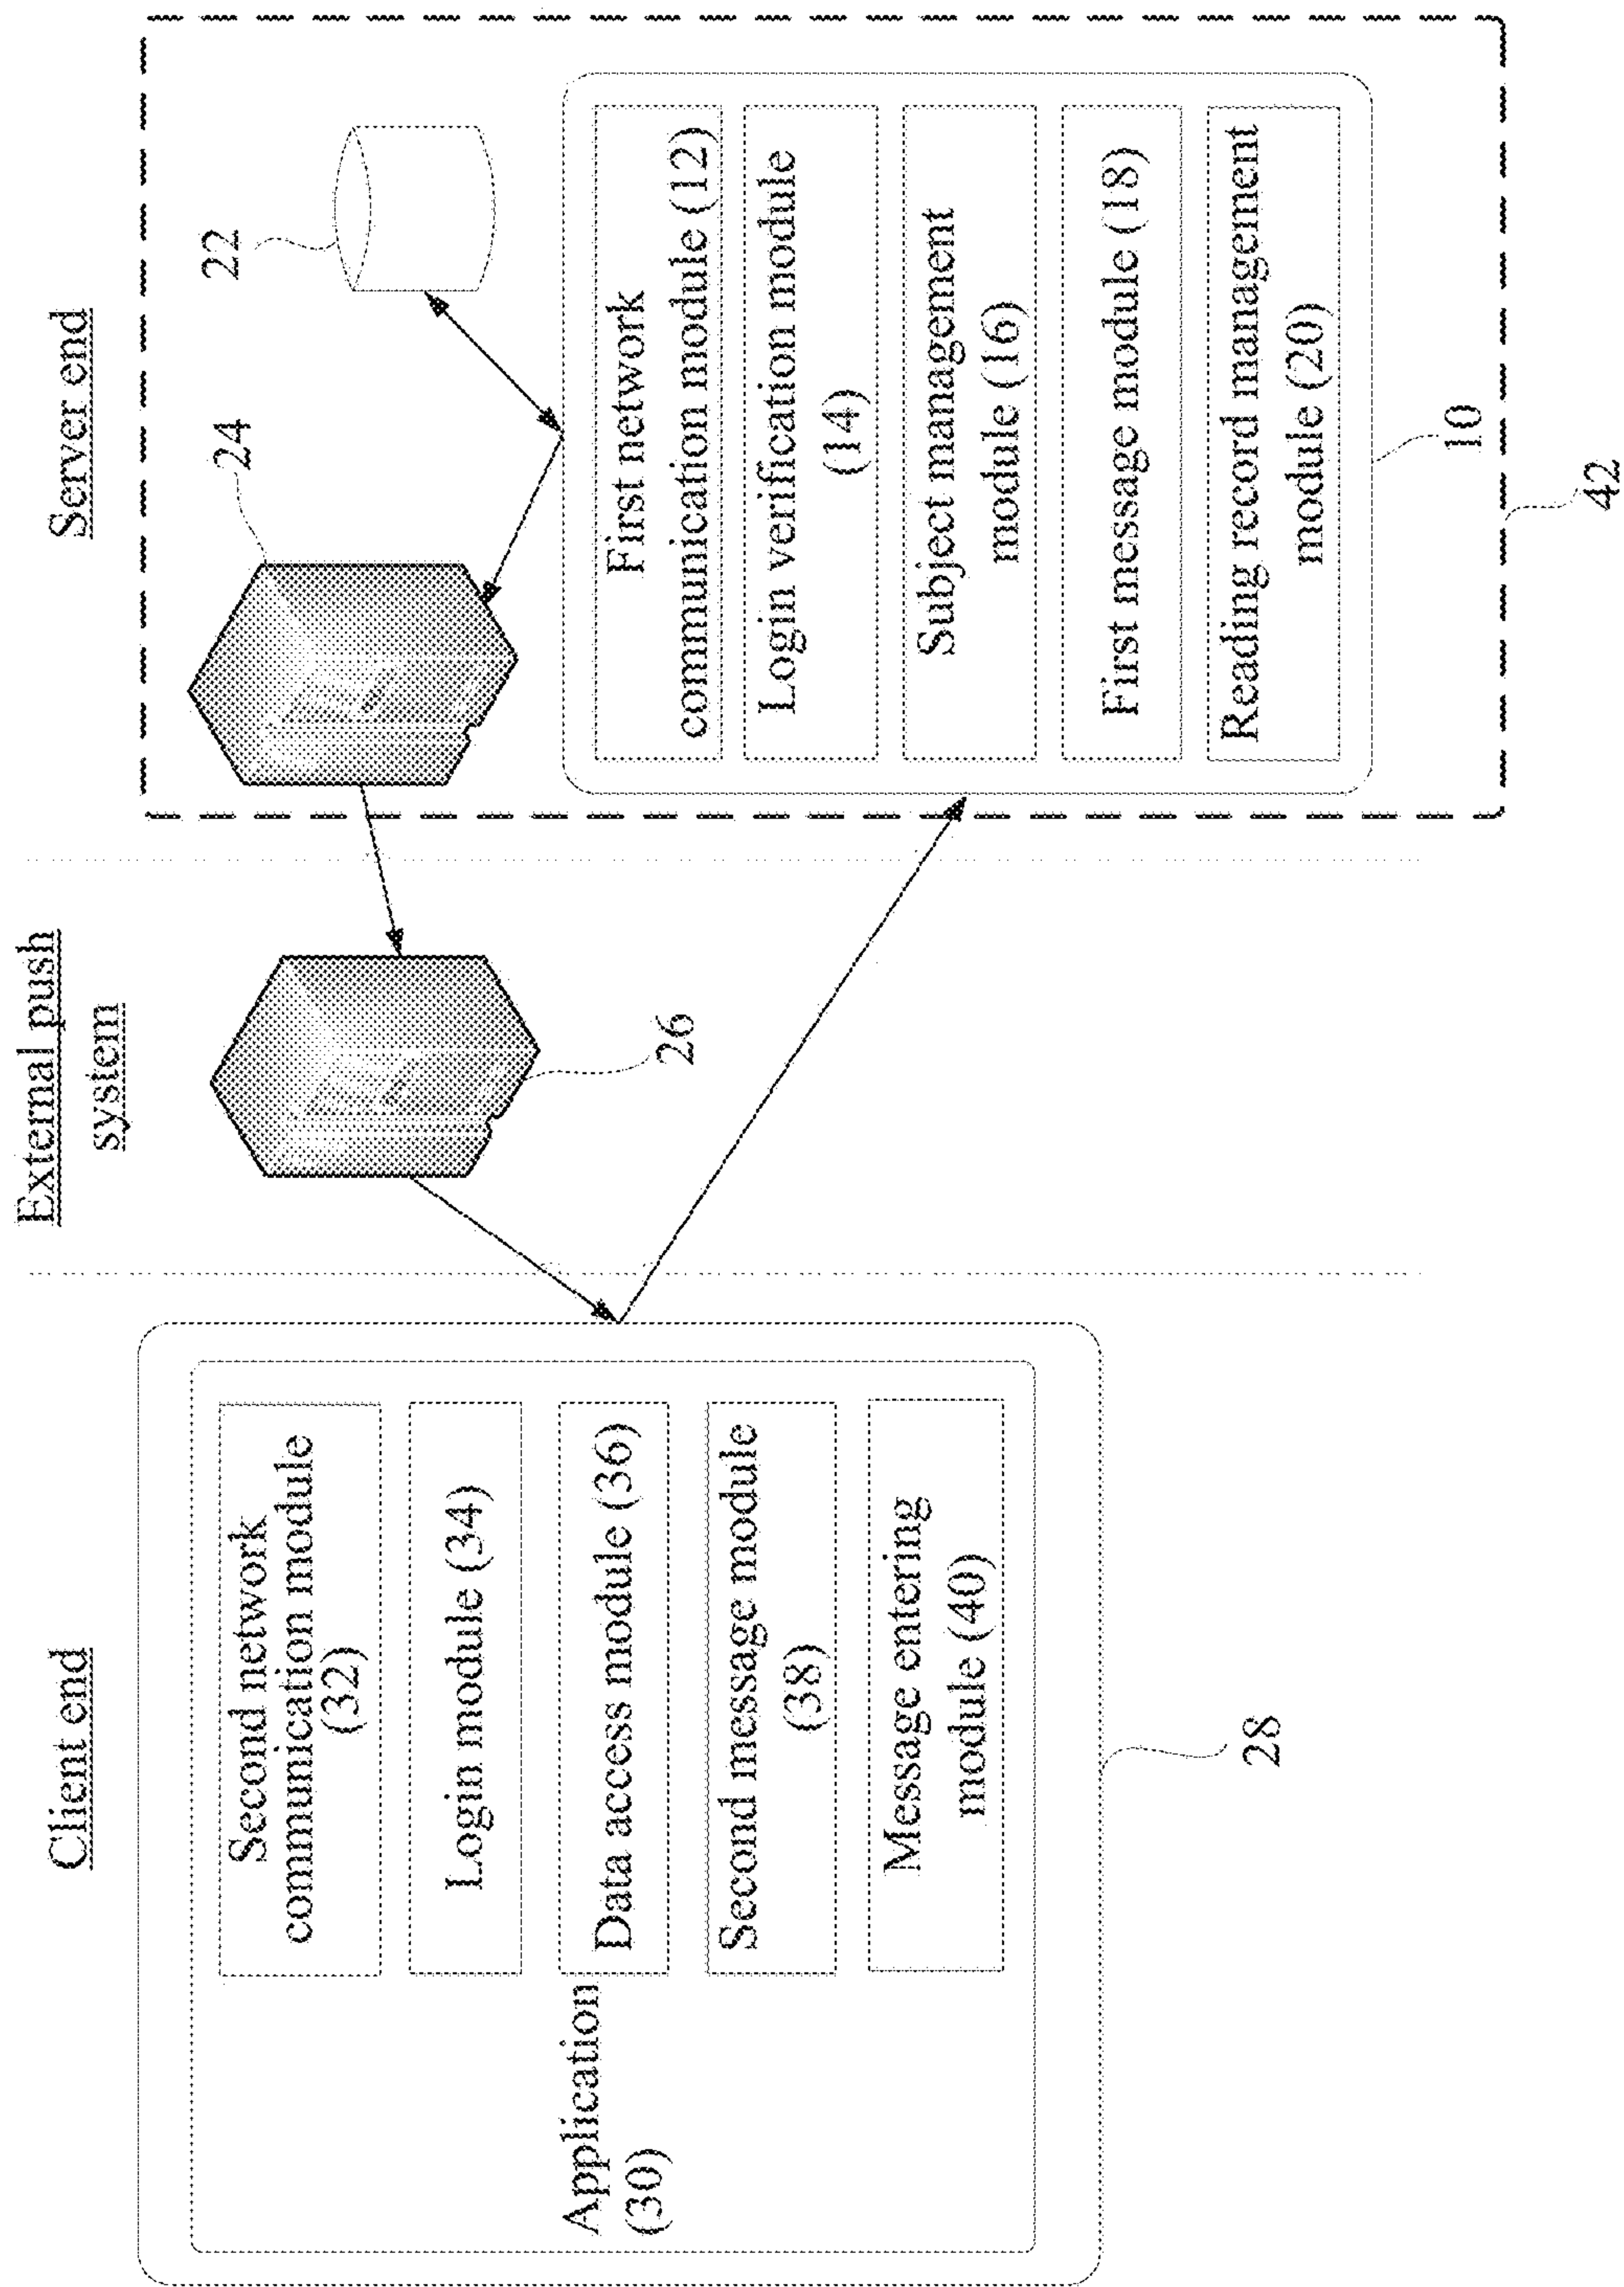 Client end
External push
system
Server end
Second network
communication module
(32)
Login module (34)
Data access module (36)
Second message module
(38)
Message entering
module (40)
Application
(30)
28
26
24
22
First network
communication module (12)
Login verification module
(14)
Subject management
module (16)
First message module (18)
Reading record management
module (20)
10
42